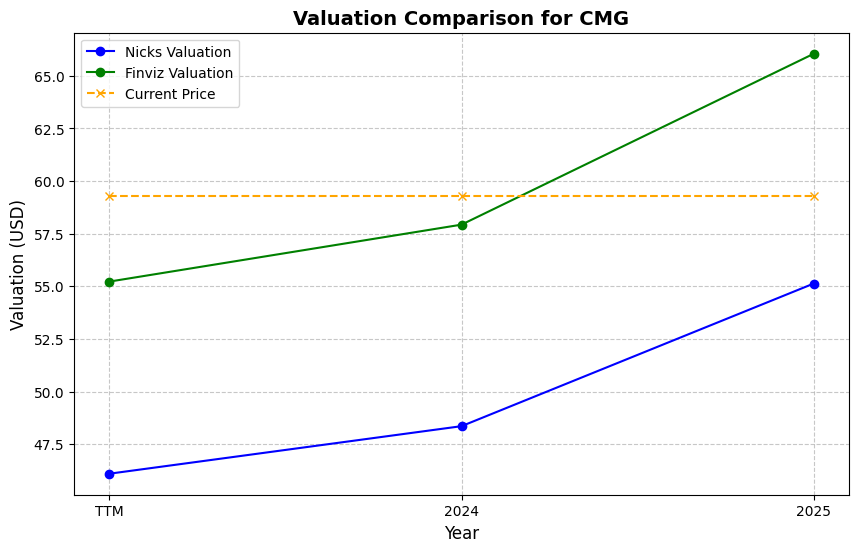 Valuation Comparison for CMG
Nicks Valuation
Finviz Valuation
Current Price
Valuation (USD)
65.0
62.5
60.0
57.5
55.0
52.5
50.0
47.5
TTM
2024
2025
Year